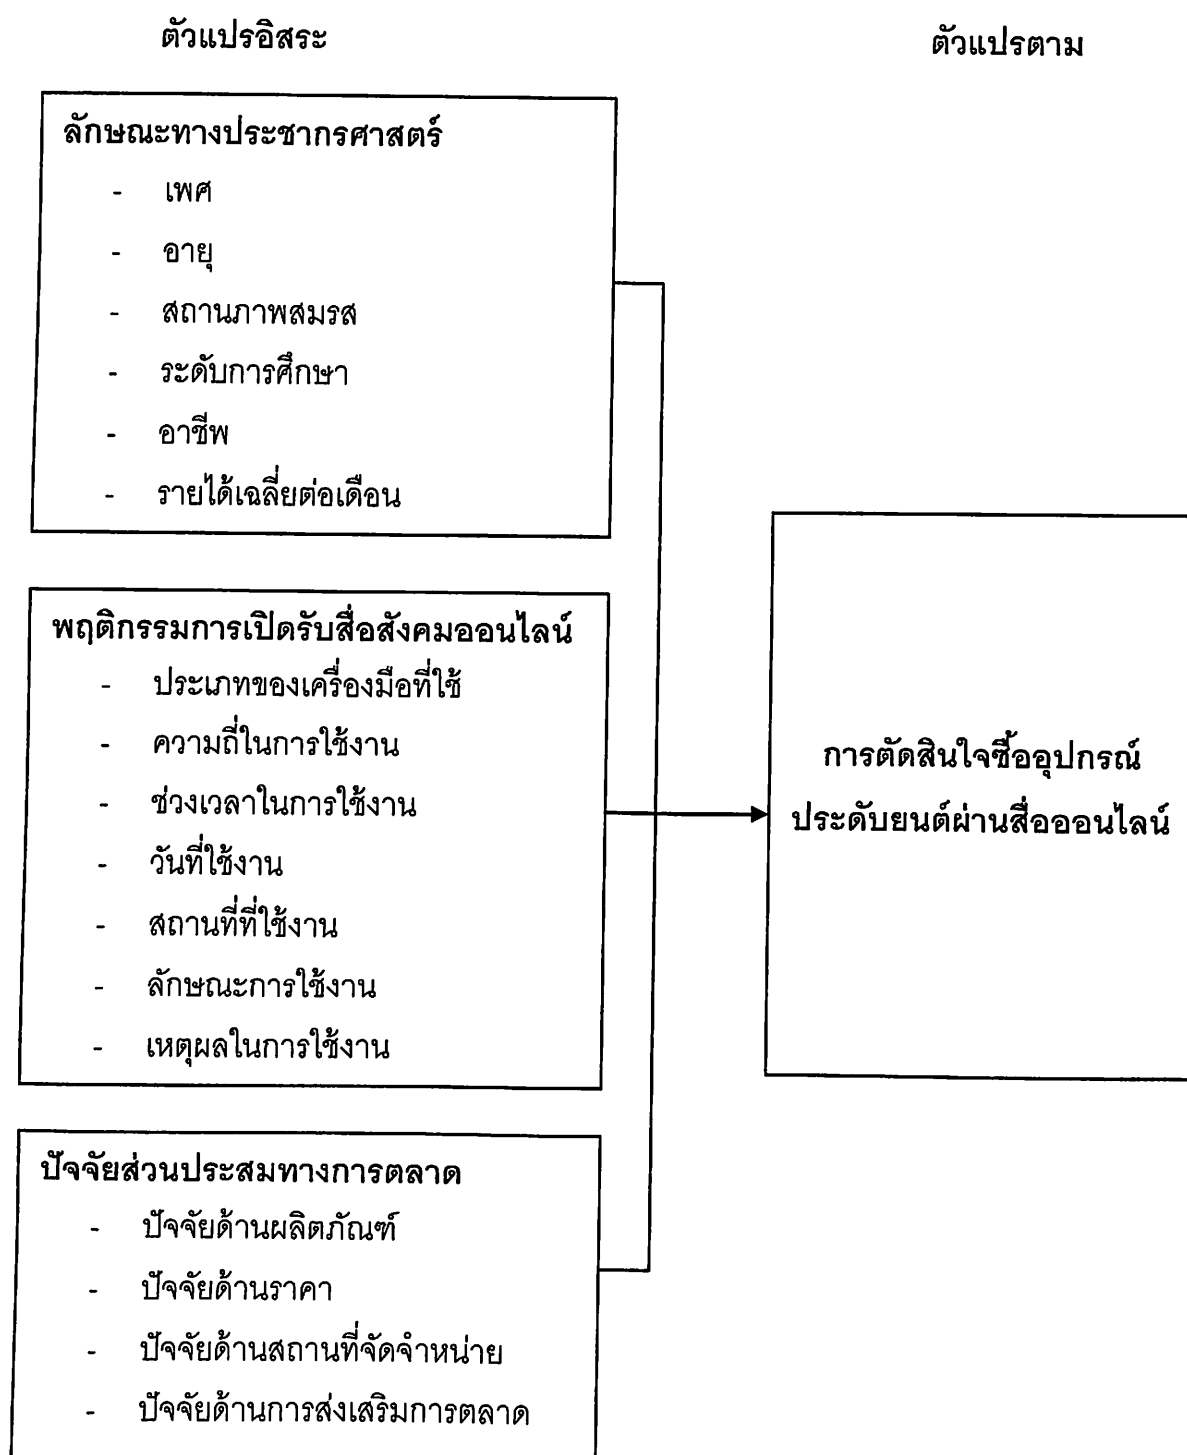 ตัวแปรอิสระ
ตัวแปรตาม
ลักษณะทางประชากรศาสตร์
- เพศ
- อายุ
- สถานภาพสมรส
- ระดับการศึกษา
- อาชีพ
- รายได้เฉลี่ยต่อเดือน
พฤติกรรมการเปิดรับสื่อสังคมออนไลน์
- ประเภทของเครื่องมือที่ใช้
- ความถี่ในการใช้งาน
- ช่วงเวลาในการใช้งาน
- วันที่ใช้งาน
- สถานที่ที่ใช้งาน
- ลักษณะการใช้งาน
- เหตุผลในการใช้งาน
ปัจจัยส่วนประสมทางการตลาด
- ปัจจัยด้านผลิตภัณฑ์
- ปัจจัยด้านราคา
- ปัจจัยด้านสถานที่จัดจำหน่าย
- ปัจจัยด้านการส่งเสริมการตลาด
การตัดสินใจซื้ออุปกรณ์
ประดับยนต์ผ่านสื่อออนไลน์